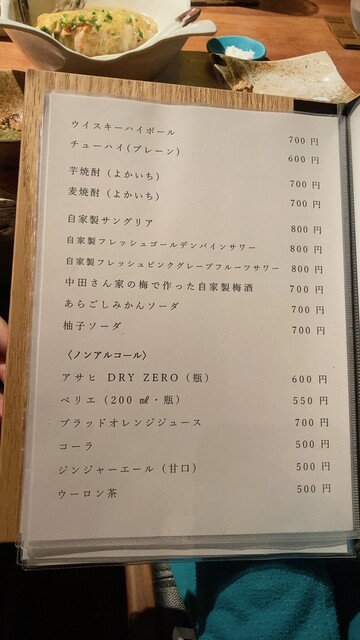 ウイスキーハイボール 700 円
チューハイ(プレーン) 600 円
芋焼酎 (よかいち) 700 円
麦焼酎 (よかいち) 700 円
自家製サングリア 800 円
自家製フレッシュゴールデンパインサワー 800 円
自家製フレッシュピンクグレープフルーツサワー 800 円
中田さん家の梅で作った自家製梅酒 700 円
あらごしみかんソーダ 700 円
柚子ソーダ 700 円
〈ノンアルコール〉
アサヒ DRY ZERO (瓶) 600 円
ペリエ (200 ㎖・瓶) 550 円
ブラッドオレンジジュース 700 円
コーラ 500 円
ジンジャーエール (甘口) 500 円
ウーロン茶 500 円